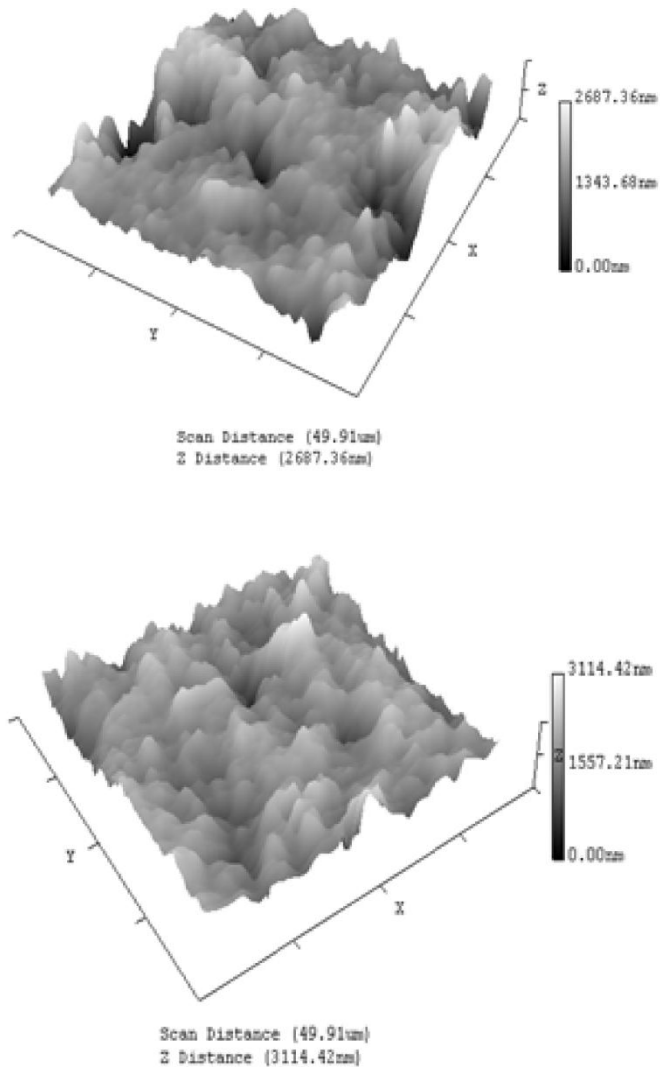 Z
2687.36nm
1343.68nm
0.00nm
X
Y
Scan Distance (49.91um)
Z Distance (2687.36nm)
3114.42nm
Z
1557.21nm
0.00nm
Y
X
Scan Distance (49.91um)
Z Distance (3114.42nm)